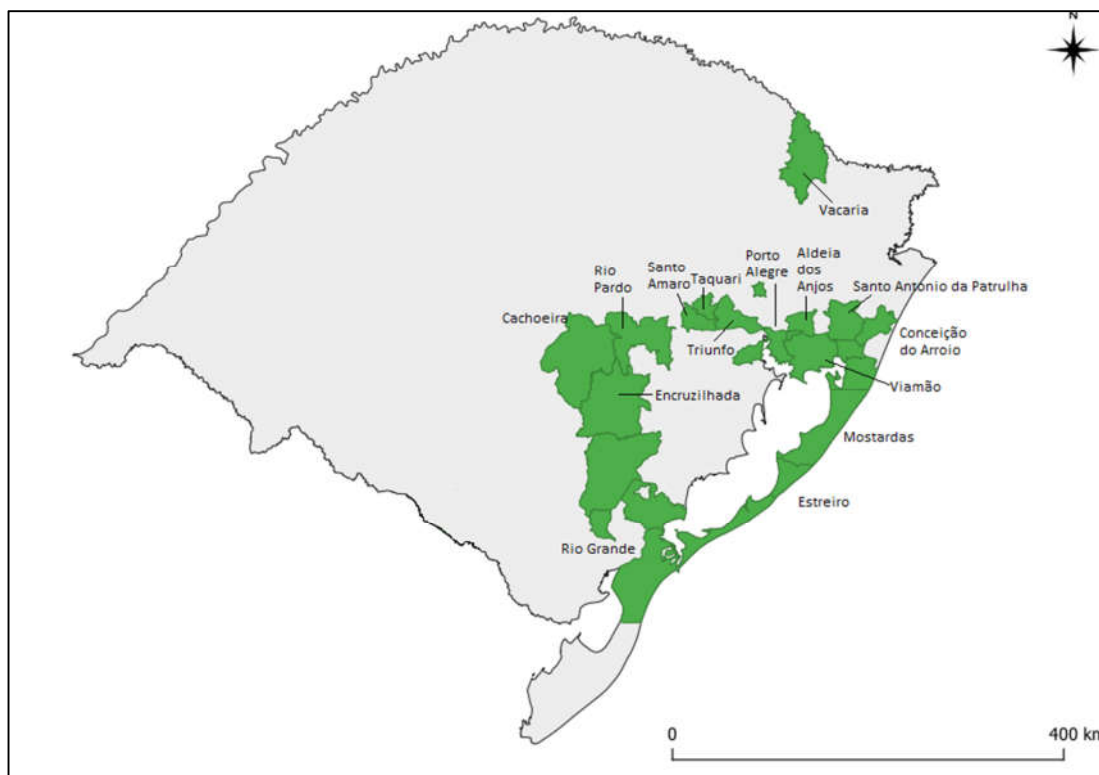 N
Vacaria
Porto
Alegre
Aldeia
dos
Anjos
Santo
Amaro
Taquari
Rio
Pardo
Santo Antonio da Patrulha
Cachoeira
Conceição
do Arroio
Triunfo
Viamão
Encruzilhada
Mostardas
Estreiro
Rio Grande
0
400 km